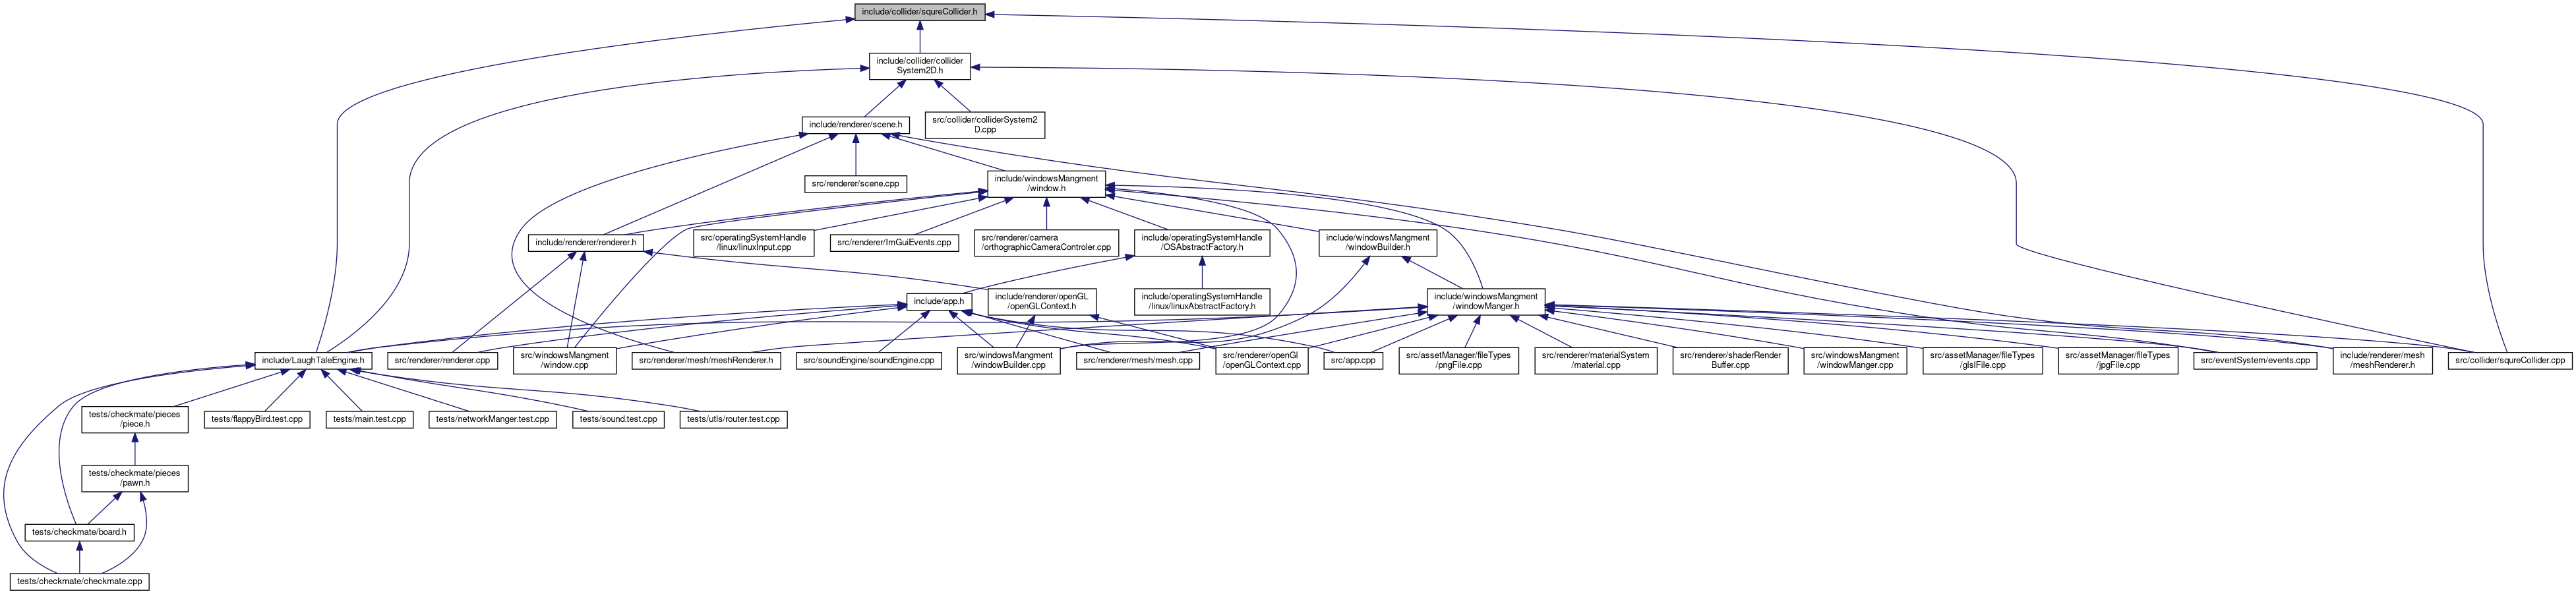 include/collider/squreCollider.h
include/collider/collider
System2D.h
include/renderer/scene.h
src/collider/colliderSystem2
D.cpp
src/renderer/scene.cpp
include/windowsMangment
/window.h
include/renderer/renderer.h
src/operatingSystemHandle
/linux/linuxInput.cpp
src/renderer/ImGuiEvents.cpp
src/renderer/camera
/orthographicCameraControler.cpp
include/operatingSystemHandle
/OSAbstractFactory.h
include/windowsMangment
/windowBuilder.h
include/app.h
include/renderer/openGL
/openGLContext.h
include/operatingSystemHandle
/linux/linuxAbstractFactory.h
include/windowsMangment
/windowManger.h
include/LaughTaleEngine.h
src/renderer/renderer.cpp
src/windowsMangment
/window.cpp
src/renderer/mesh/meshRenderer.h
src/soundEngine/soundEngine.cpp
src/windowsMangment
/windowBuilder.cpp
src/renderer/mesh/mesh.cpp
src/renderer/openGl
/openGLContext.cpp
src/app.cpp
src/assetManager/fileTypes
/pngFile.cpp
src/renderer/materialSystem
/material.cpp
src/renderer/shaderRender
Buffer.cpp
src/windowsMangment
/windowManger.cpp
src/assetManager/fileTypes
/glslFile.cpp
src/assetManager/fileTypes
/jpgFile.cpp
src/eventSystem/events.cpp
include/renderer/mesh
/meshRenderer.h
src/collider/squreCollider.cpp
tests/checkmate/pieces
/piece.h
tests/flappyBird.test.cpp
tests/main.test.cpp
tests/networkManger.test.cpp
tests/sound.test.cpp
tests/utls/router.test.cpp
tests/checkmate/pieces
/pawn.h
tests/checkmate/board.h
tests/checkmate/checkmate.cpp